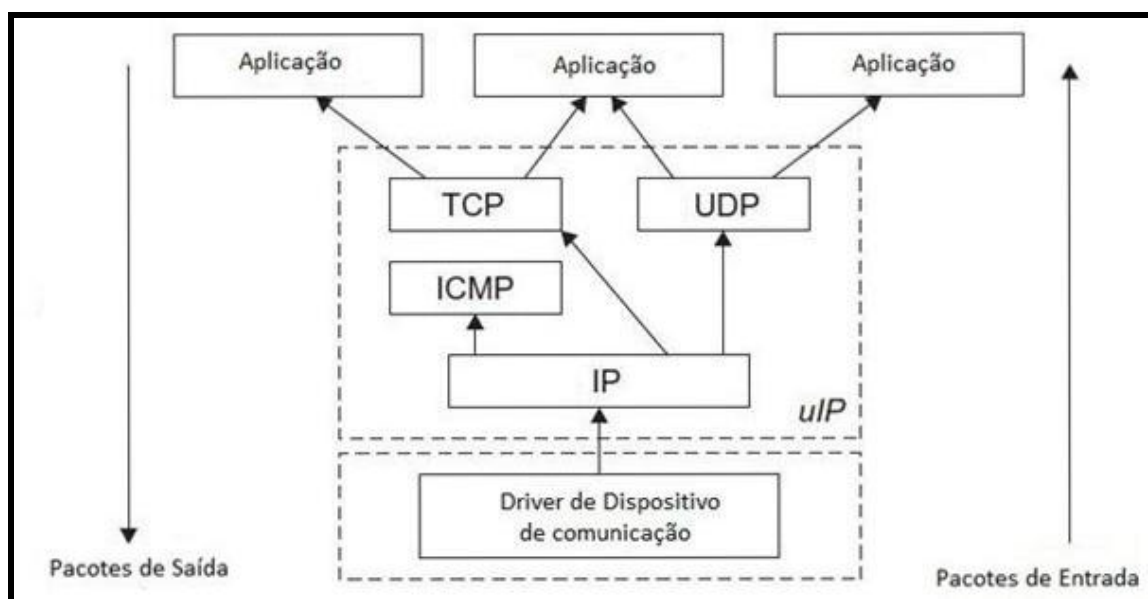 Aplicação
Aplicação
Aplicação
TCP
UDP
ICMP
IP
uIP
Driver de Dispositivo
de comunicação
Pacotes de Saída
Pacotes de Entrada